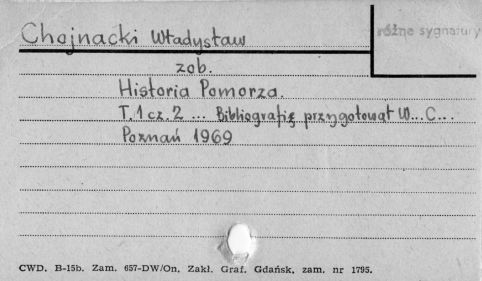 Chojnacki Władysław
różne sygnatury
zob.
Historia Pomorza.
T. 1 cz. 2 ... Bibliografię przygotował W... C...
Poznań 1969
CWD. B-15b. Zam. 657-DW/On. Zakł. Graf. Gdańsk, zam. nr 1795.